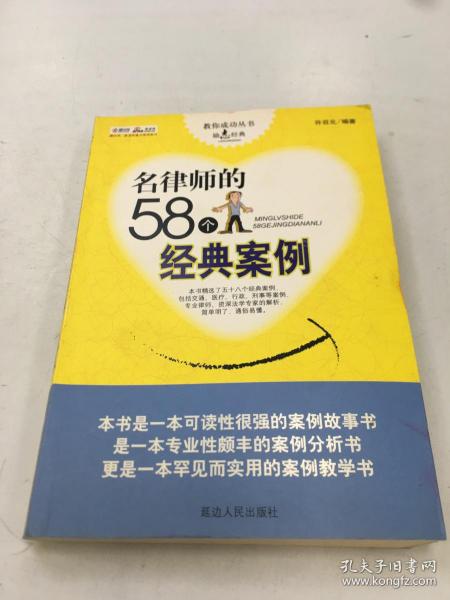 教你成功丛书
经典
许启元/编著
名律师的
58个
MINGLVSHIDE
58GEJINGDIANANLI
经典案例
本书精选了五十八个经典案例,
包括交通、医疗、行政、刑事等案例,
专业律师、资深法学专家的解析,
简单明了、通俗易懂。
本书是一本可读性很强的案例故事书
是一本专业性颇丰的案例分析书
更是一本罕见而实用的案例教学书
延边人民出版社
孔夫子旧书网
www.kongfz.com